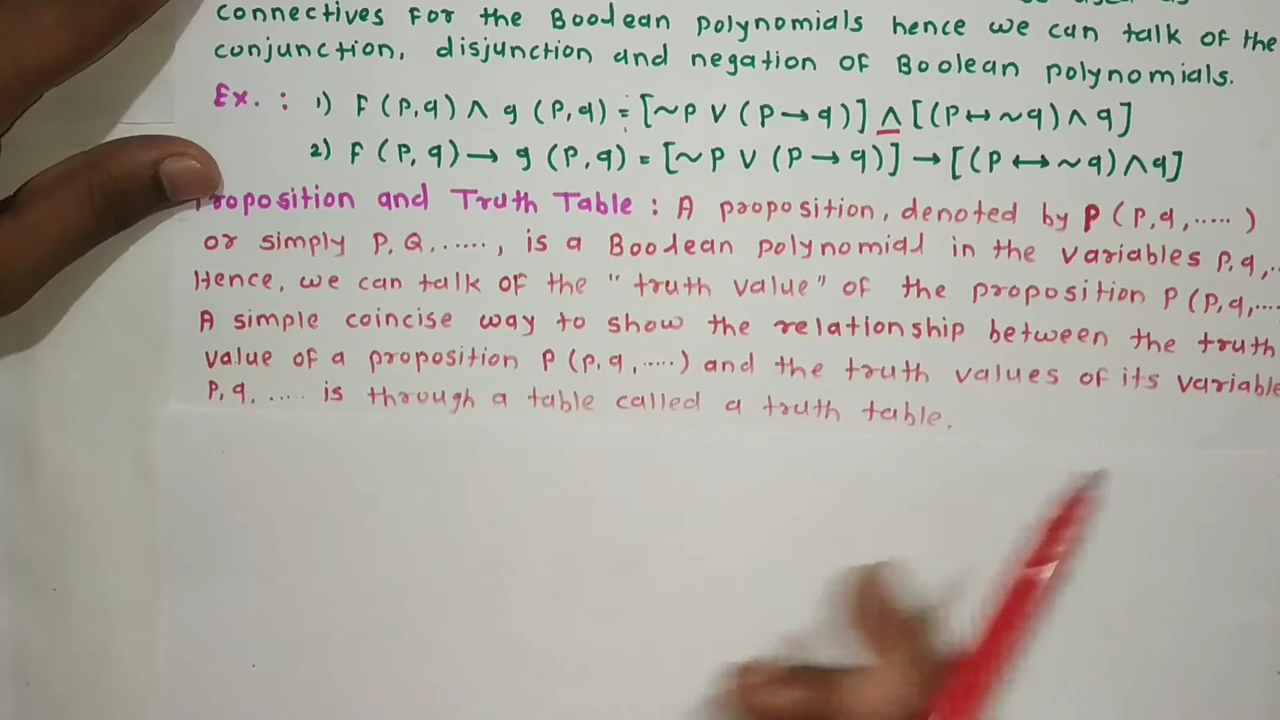 connectives for the Boolean polynomials hence we can talk of the
conjunction, disjunction and negation of Boolean polynomials.
Ex. : 1) F (P,q) ∧ g (P,q) = [~P ∨ (P→q)] ∧ [(P↔~q)∧q]
2) F (P, q) → g (P,q) = [~P ∨ (P→q)] → [(P↔~q)∧q]
Proposition and Truth Table : A proposition, denoted by P (P,q,.....)
or simply P, Q,......, is a Boolean polynomial in the variables P,q,..
Hence, we can talk of the "truth value" of the proposition P (P,q,....
A simple coincise way to show the relationship between the truth
value of a proposition P (P,q,.....) and the truth values of its variable
P,q,..... is through a table called a truth table.